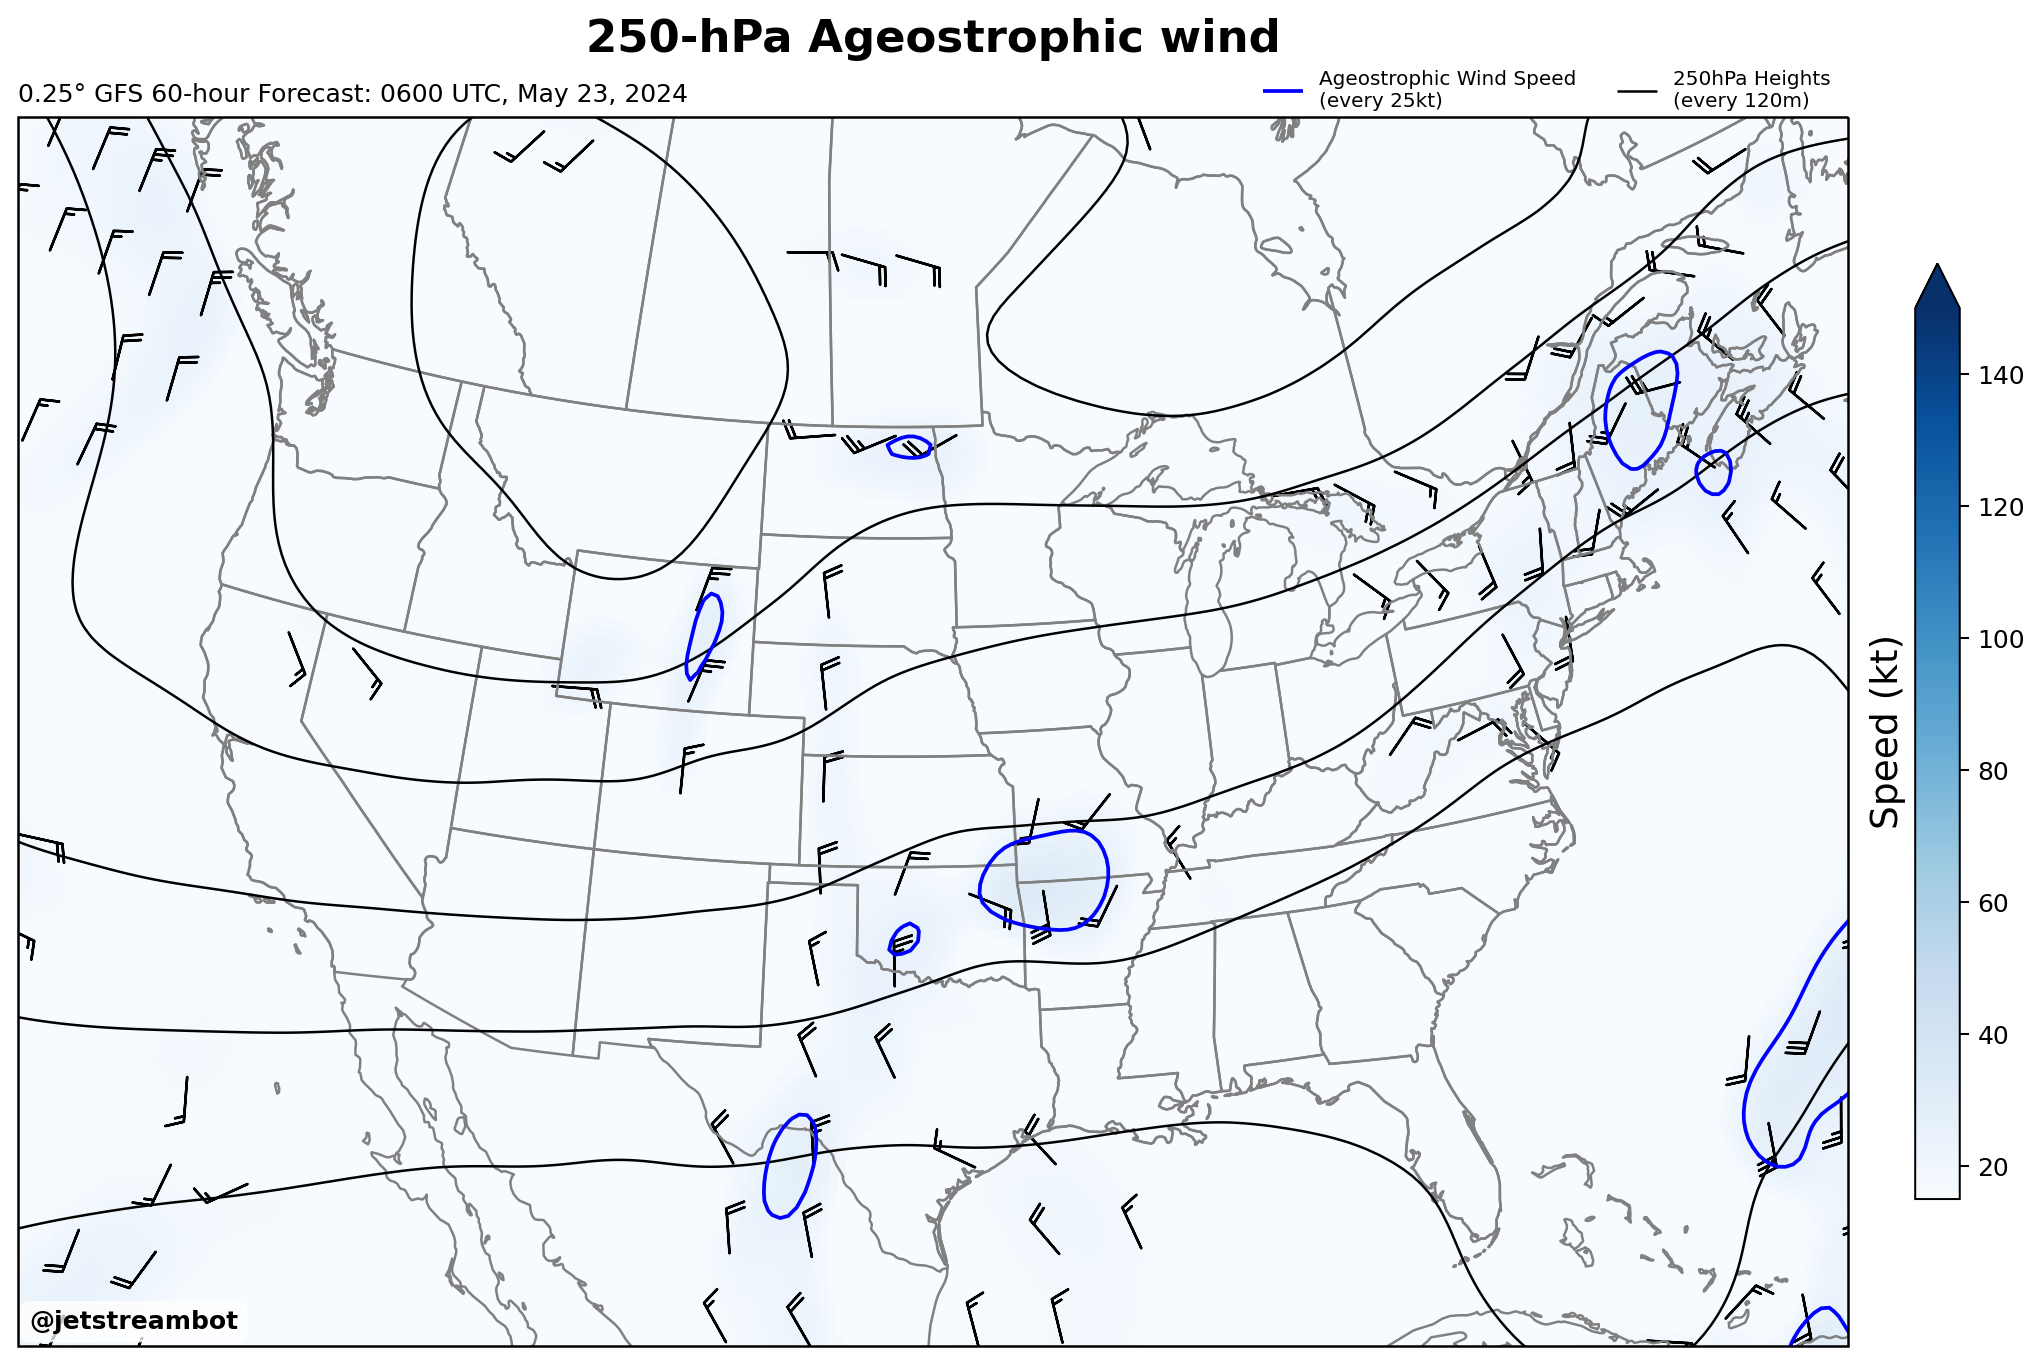 250-hPa Ageostrophic wind
0.25° GFS 60-hour Forecast: 0600 UTC, May 23, 2024
Ageostrophic Wind Speed
(every 25kt)
250hPa Heights
(every 120m)
140
120
100
80
60
40
20
Speed (kt)
@jetstreambot